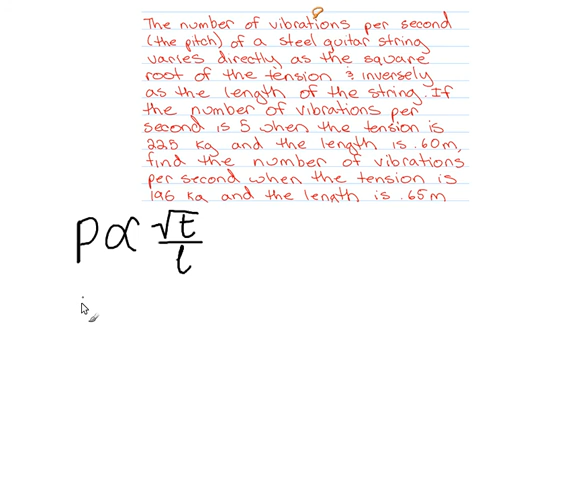 P
The number of vibrations per second
(the pitch) of a steel guitar string
varies directly as the square
root of the tension & inversely
as the length of the string. If
the number of vibrations per
second is 5 when the tension is
225 kg and the length is .60m,
find the number of vibrations
per second when the tension is
196 kg and the length is .65m
P∝ √t/l